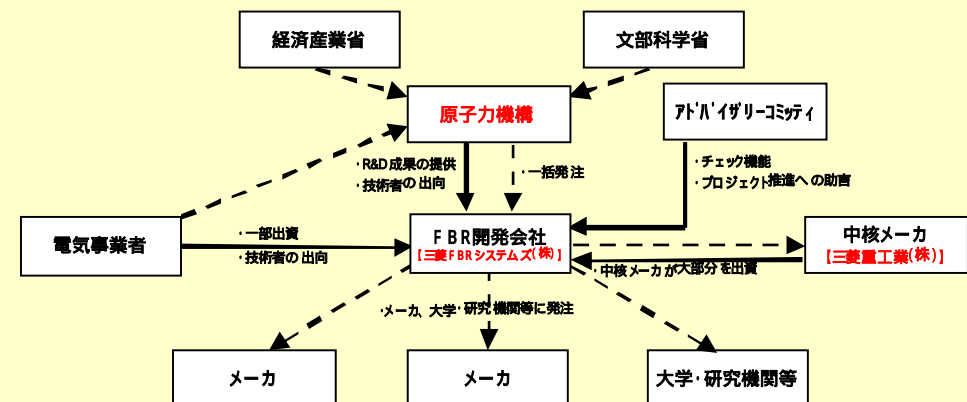 経済産業省
文部科学省
原子力機構
アドバイザリーコミッティ
・R&D成果の提供
・技術者の出向
・一括発注
・チェック機能
・プロジェクト推進への助言
電気事業者
・一部出資
・技術者の出向
FBR開発会社
【三菱FBRシステムズ(株)】
中核メーカ
【三菱重工業(株)】
・中核メーカが大部分を出資
・メーカ、大学・研究機関等に発注
メーカ
メーカ
大学・研究機関等